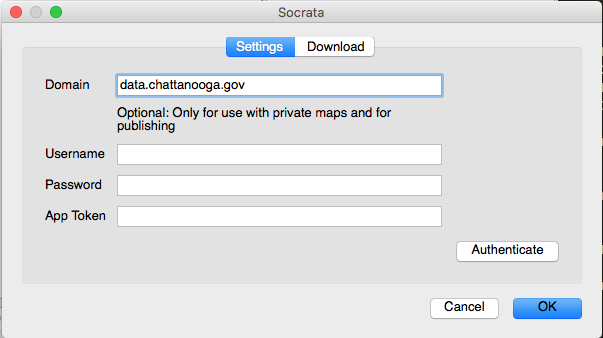 Socrata
Settings Download
Domain data.chattanooga.gov
Optional: Only for use with private maps and for
publishing
Username
Password
App Token
Authenticate
Cancel OK